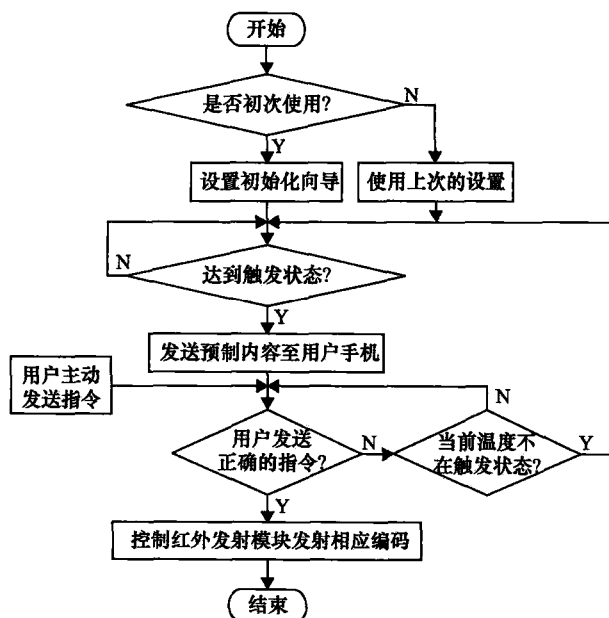 开始
是否初次使用?
N
Y
设置初始化向导
使用上次的设置
N
达到触发状态?
Y
发送预制内容至用户手机
用户主动
发送指令
N
用户发送
正确的指令?
N
当前温度不
在触发状态?
Y
Y
控制红外发射模块发射相应编码
结束